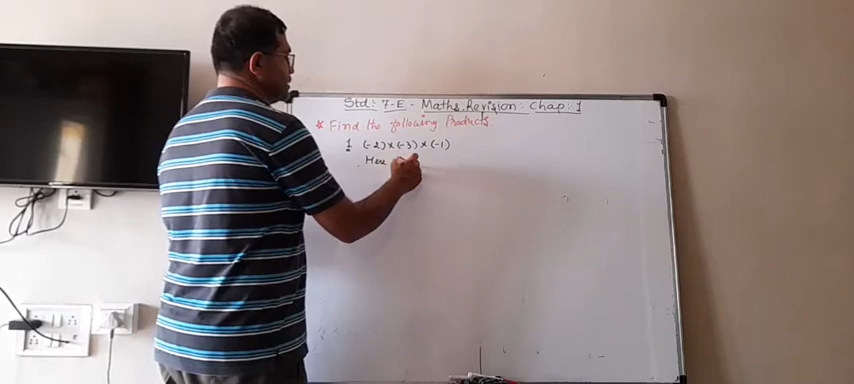 Std: 7-E - Maths Revision: Chap: 1
* Find the following Products.
1 (-2)×(-3)×(-1)
Here